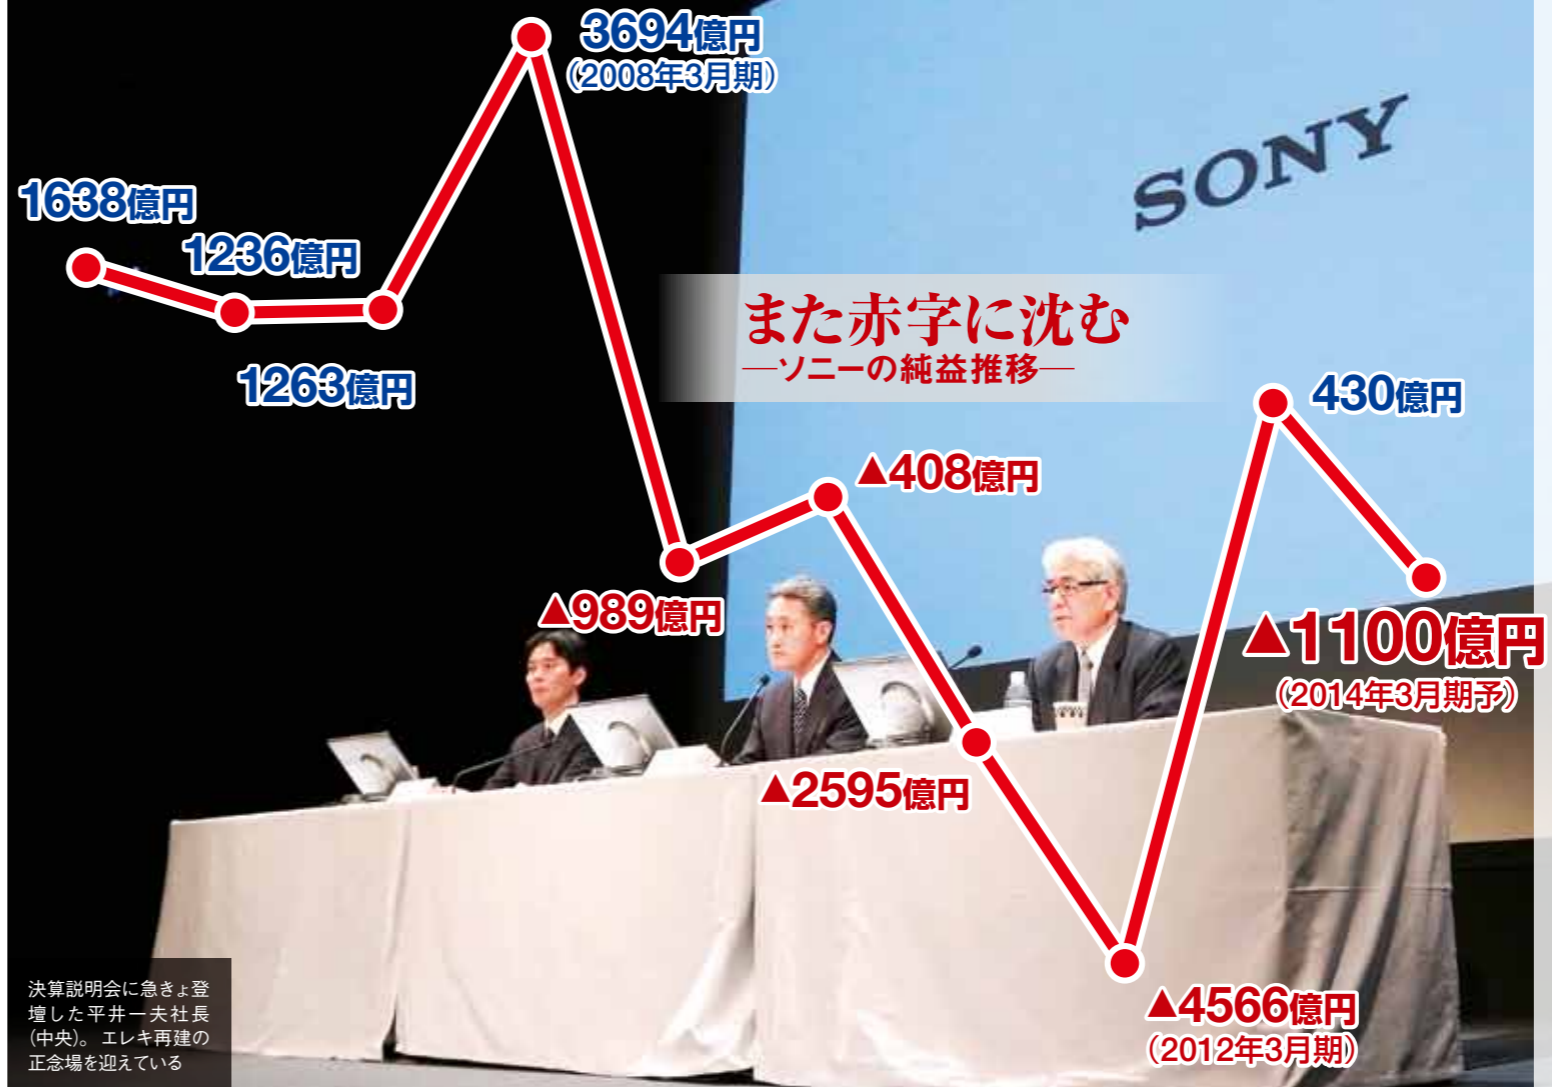 3694億円
(2008年3月期)
SONY
1638億円
1236億円
1263億円
また赤字に沈む
―ソニーの純益推移―
430億円
▲408億円
▲989億円
▲1100億円
(2014年3月期予)
▲2595億円
▲4566億円
(2012年3月期)
決算説明会に急きょ登
壇した平井一夫社長
(中央)。エレキ再建の
正念場を迎えている